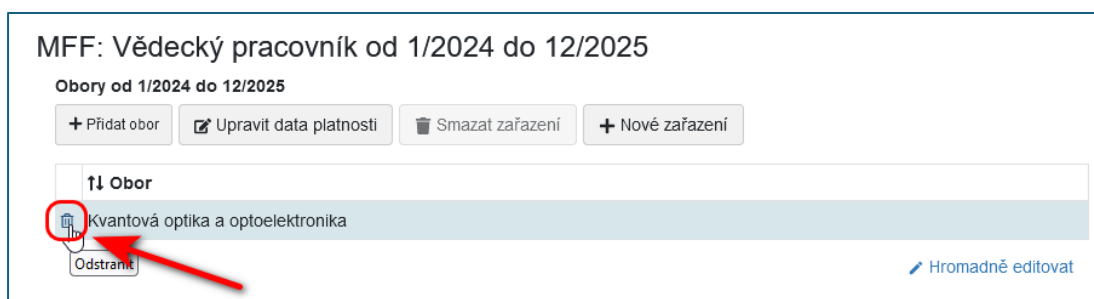 MFF: Vědecký pracovník od 1/2024 do 12/2025
Obory od 1/2024 do 12/2025
Přidat obor Upravit data platnosti Smazat zařazení Nové zařazení
Obor
Kvantová optika a optoelektronika
Odstranit
Hromadně editovat